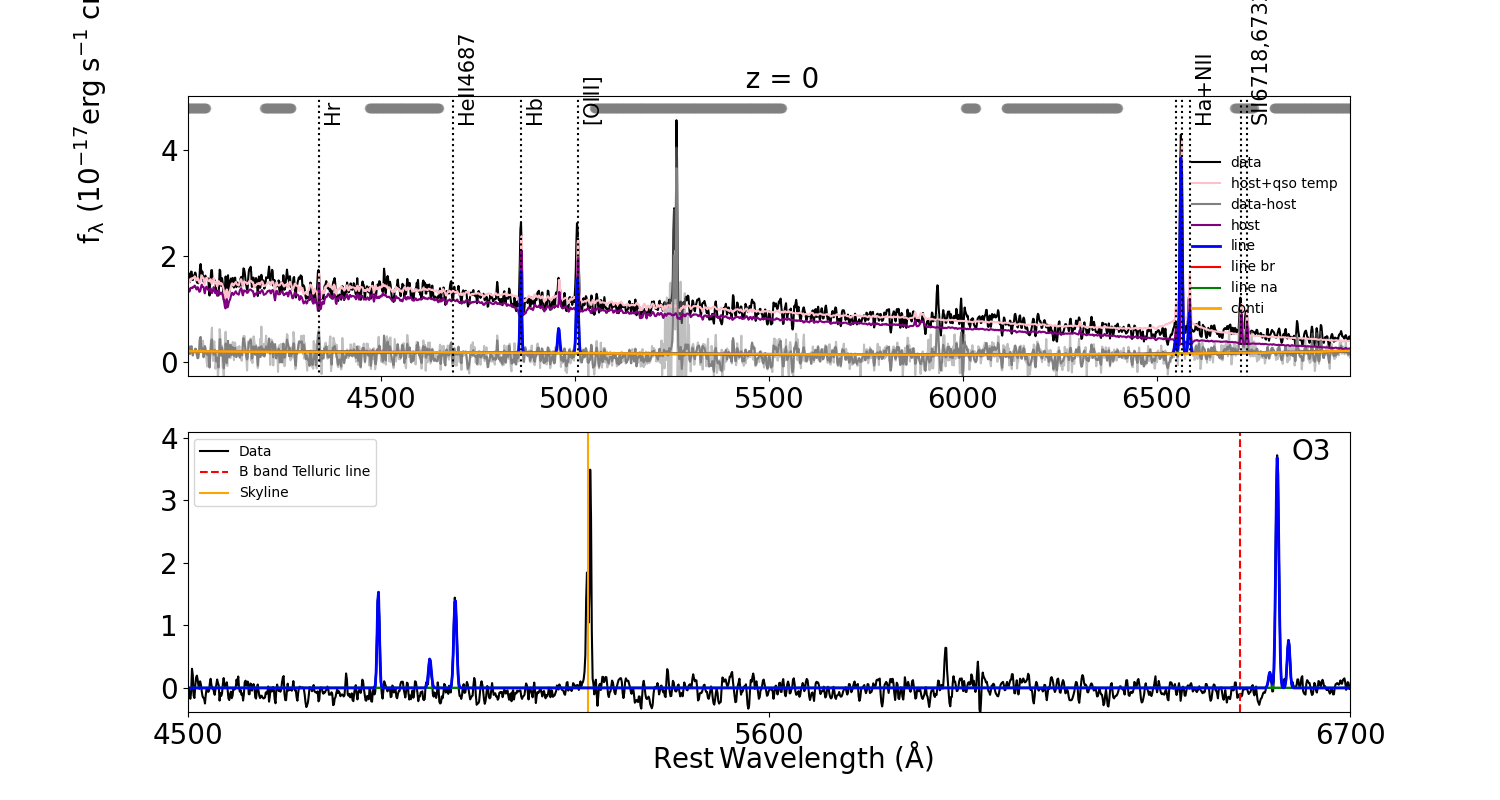 z = 0
f_λ (10^−17 erg s^−1
Hr
HeII4687
Hb
[OIII]
Ha+NII
SII6718,673
4
2
0
data
host+qso temp
data-host
host
line
line br
line na
conti
4500
5000
5500
6000
6500
4
3
2
1
0
Data
B band Telluric line
Skyline
O3
4500
5600
6700
Rest Wavelength (Å)